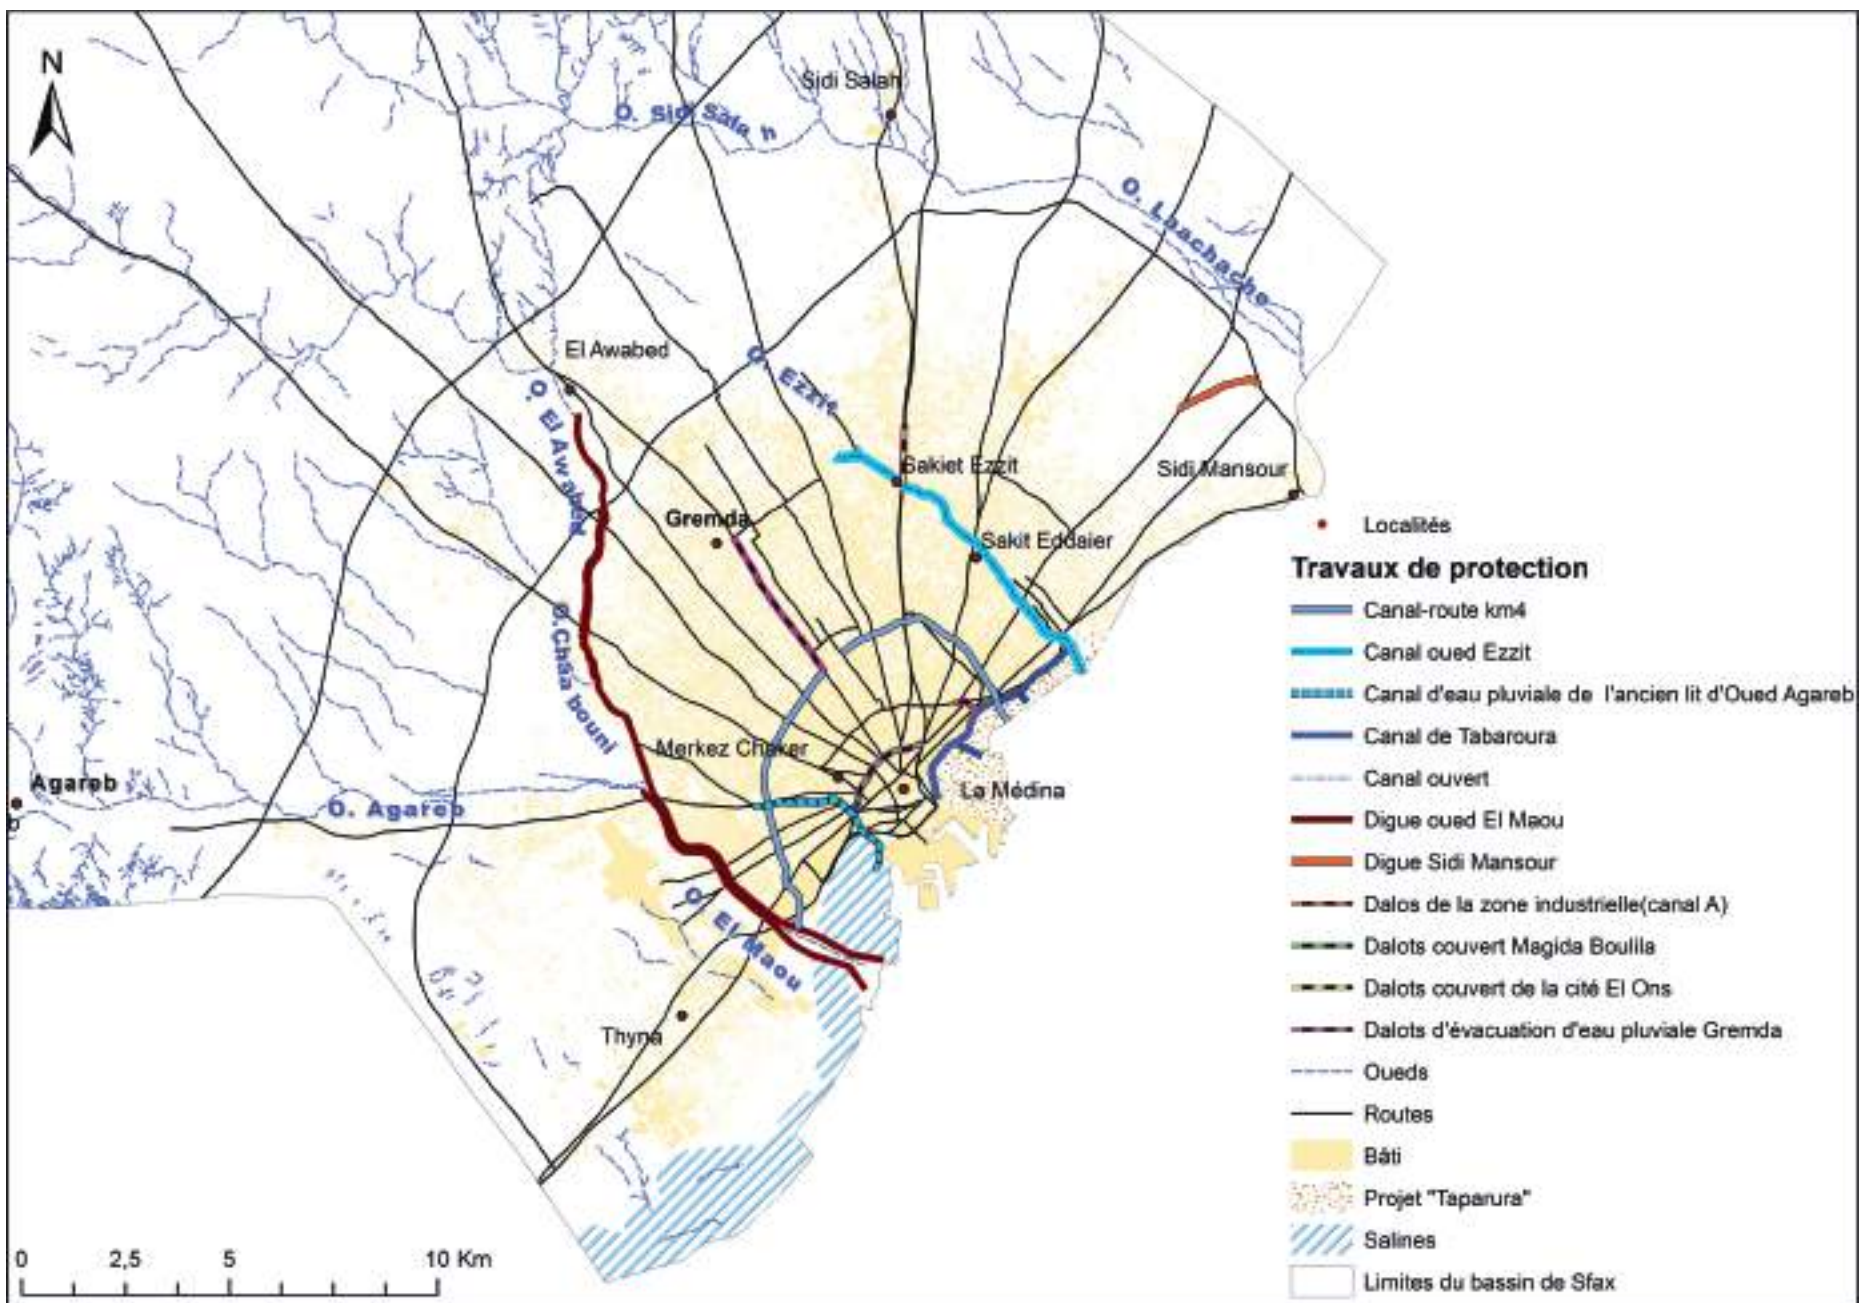 N
Sidi Salah
O. Sidi Sala h
O. Lbachache
El Awabed
O. Ezzit
O. El Awabed
Sakiet Ezzit
Sidi Mansour
Gremda
Sakit Eddaier
O.Châa bouni
Merkez Chaker
La Médina
Agareb
O. Agareb
O. El Maou
Thyna
0 2,5 5 10 Km
Localités
Travaux de protection
Canal-route km4
Canal oued Ezzit
Canal d'eau pluviale de l'ancien lit d'Oued Agareb
Canal de Tabaroura
Canal ouvert
Digue oued El Maou
Digue Sidi Mansour
Dalos de la zone industrielle(canal A)
Dalots couvert Magida Boulila
Dalots couvert de la cité El Ons
Dalots d'évacuation d'eau pluviale Gremda
Oueds
Routes
Bâti
Projet "Taparura"
Salines
Limites du bassin de Sfax